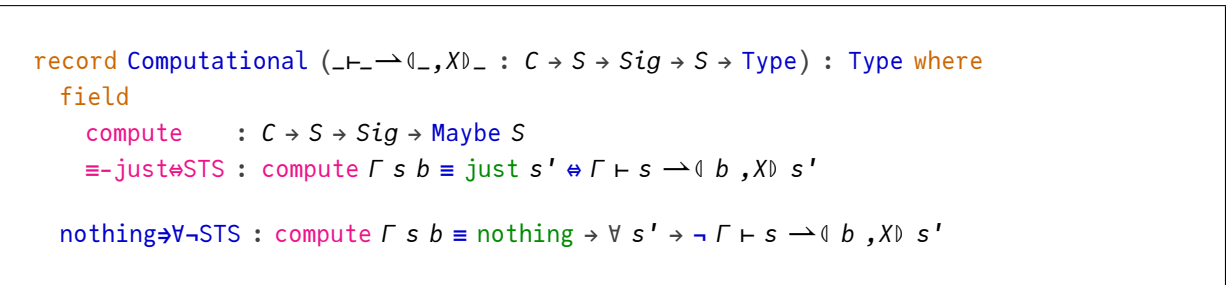 record Computational (_⊢_⇀⦇_,X⦈_ : C → S → Sig → S → Type) : Type where
field
compute : C → S → Sig → Maybe S
≡-just⇔STS : compute Γ s b ≡ just s' ⇔ Γ ⊢ s ⇀⦇ b ,X⦈ s'
nothing⇒∀¬STS : compute Γ s b ≡ nothing → ∀ s' → ¬ Γ ⊢ s ⇀⦇ b ,X⦈ s'